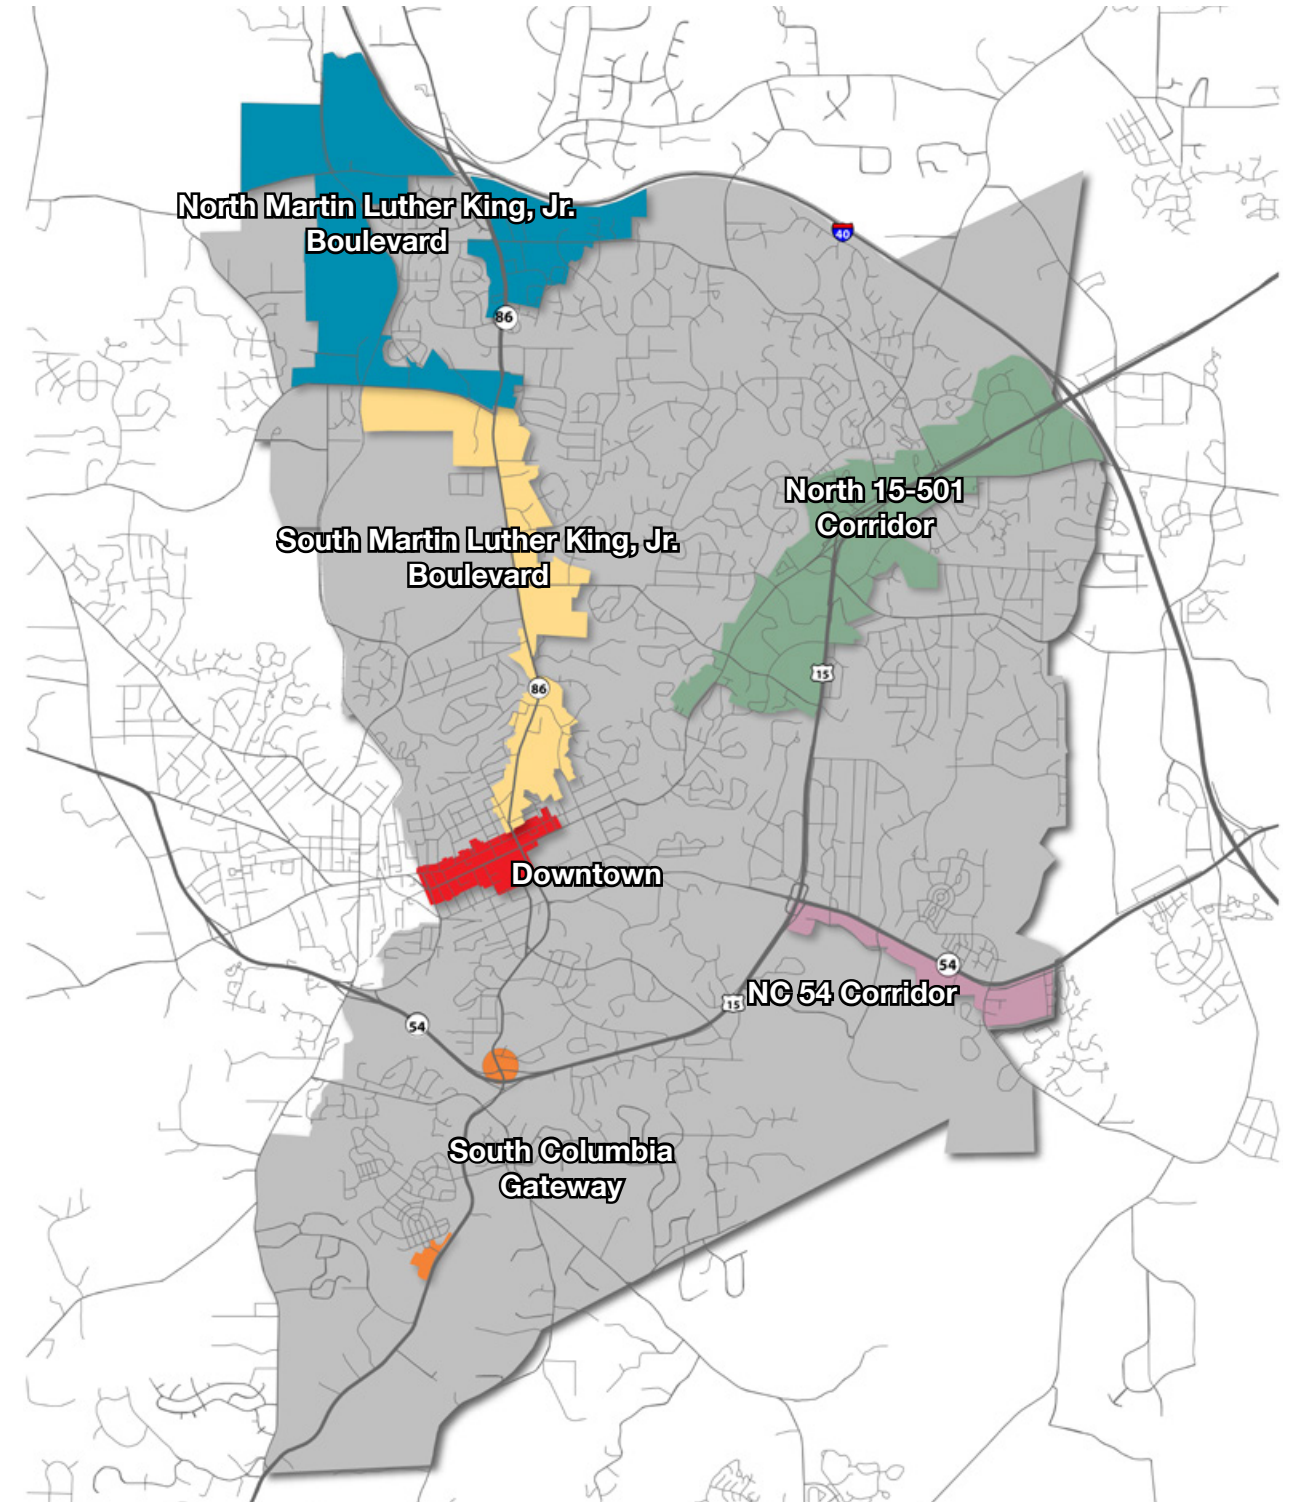 North Martin Luther King, Jr.
Boulevard
40
86
North 15-501
Corridor
South Martin Luther King, Jr.
Boulevard
15
86
Downtown
54
NC 54 Corridor
15
54
South Columbia
Gateway